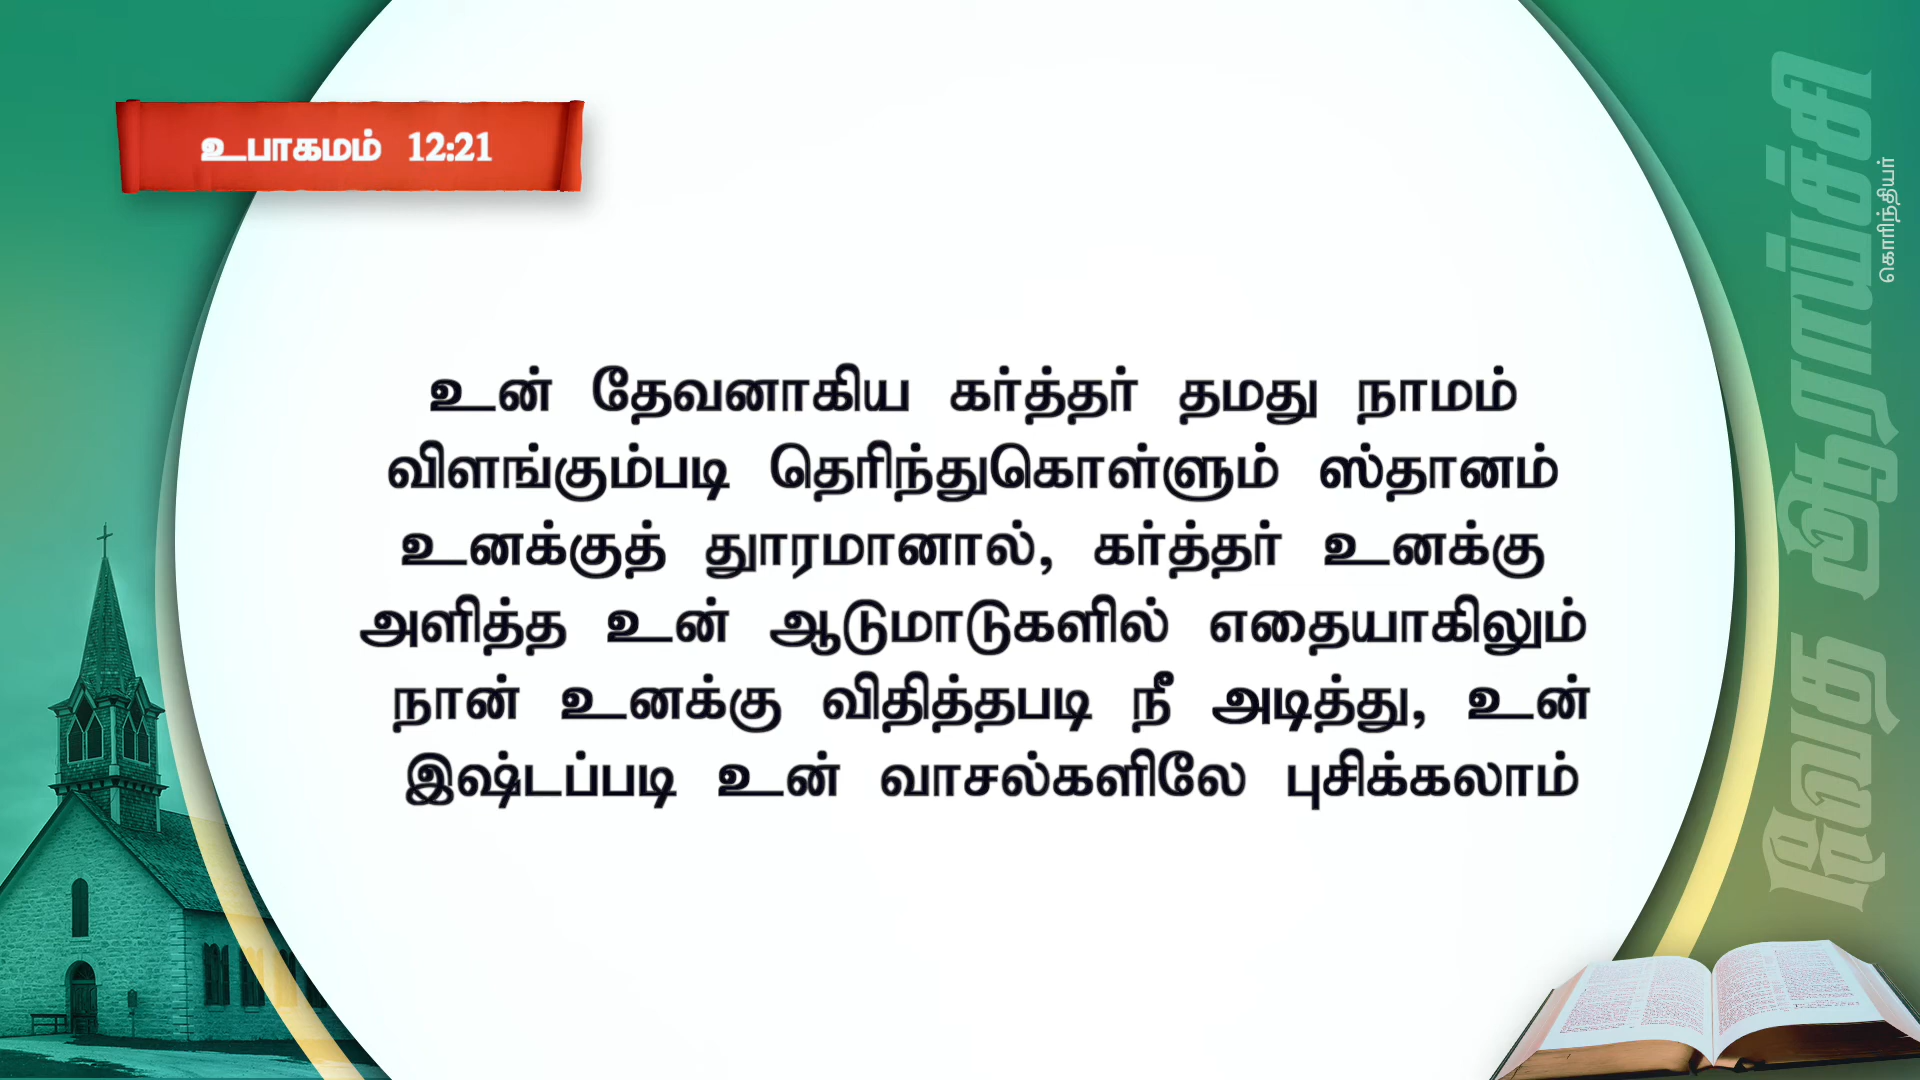 உபாகமம் 12:21
உன் தேவனாகிய கர்த்தர் தமது நாமம்
விளங்கும்படி தெரிந்துகொள்ளும் ஸ்தானம்
உனக்குத் தூரமானால், கர்த்தர் உனக்கு
அளித்த உன் ஆடுமாடுகளில் எதையாகிலும்
நான் உனக்கு விதித்தபடி நீ அடித்து, உன்
இஷ்டப்படி உன் வாசல்களிலே புசிக்கலாம்
வேத ஆராய்ச்சி
கொரிந்தியர்